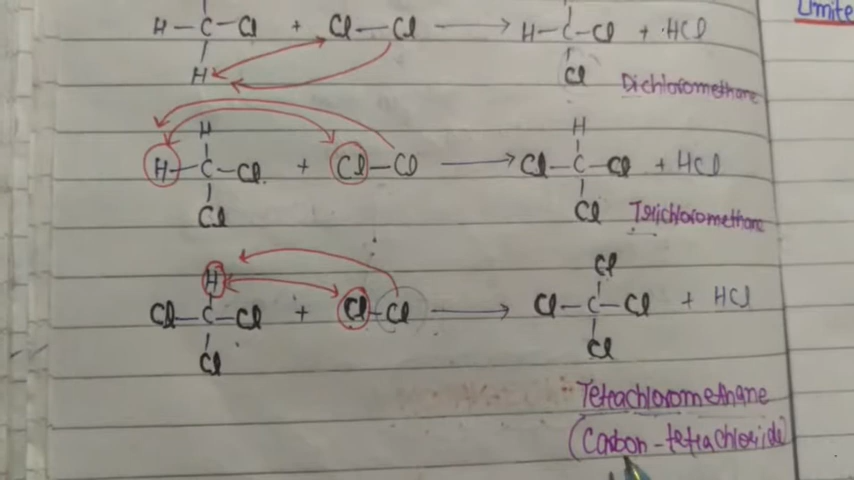 H-C-Cl + Cl-Cl → H-C-Cl + HCl
H Cl
Dichloromethane
H H
H-C-Cl + Cl-Cl → Cl-C-Cl + HCl
Cl Cl
Trichloromethane
H Cl
Cl-C-Cl + Cl-Cl → Cl-C-Cl + HCl
Cl Cl
Tetrachloromethane
(Carbon-tetrachloride)